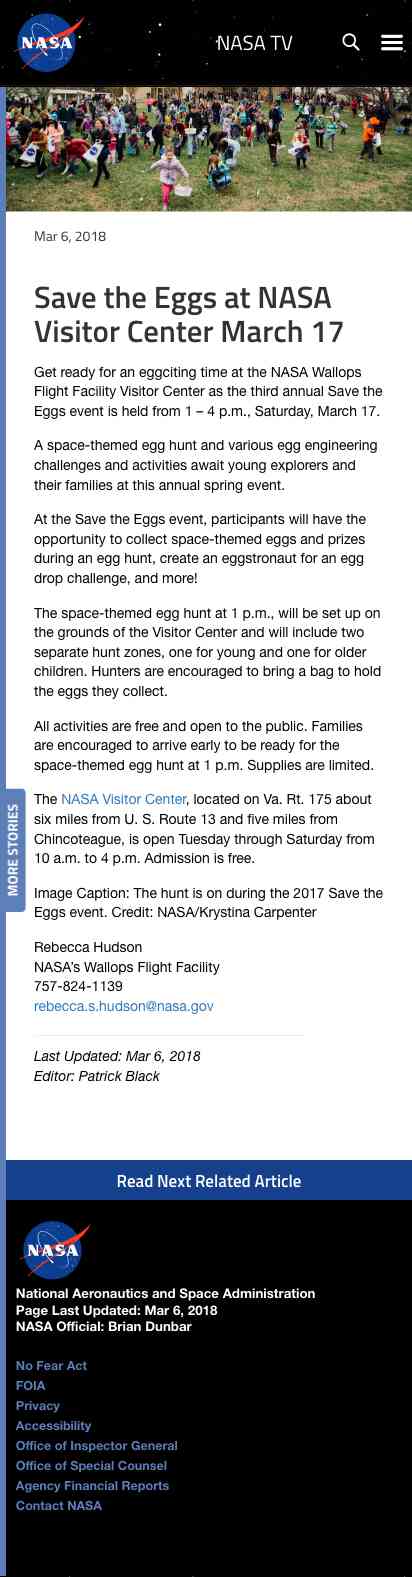 NASA
NASA TV
Mar 6, 2018
Save the Eggs at NASA
Visitor Center March 17
Get ready for an eggciting time at the NASA Wallops
Flight Facility Visitor Center as the third annual Save the
Eggs event is held from 1 – 4 p.m., Saturday, March 17.
A space-themed egg hunt and various egg engineering
challenges and activities await young explorers and
their families at this annual spring event.
At the Save the Eggs event, participants will have the
opportunity to collect space-themed eggs and prizes
during an egg hunt, create an eggstronaut for an egg
drop challenge, and more!
The space-themed egg hunt at 1 p.m., will be set up on
the grounds of the Visitor Center and will include two
separate hunt zones, one for young and one for older
children. Hunters are encouraged to bring a bag to hold
the eggs they collect.
All activities are free and open to the public. Families
are encouraged to arrive early to be ready for the
space-themed egg hunt at 1 p.m. Supplies are limited.
The NASA Visitor Center, located on Va. Rt. 175 about
six miles from U. S. Route 13 and five miles from
Chincoteague, is open Tuesday through Saturday from
10 a.m. to 4 p.m. Admission is free.
MORE STORIES
Image Caption: The hunt is on during the 2017 Save the
Eggs event. Credit: NASA/Krystina Carpenter
Rebecca Hudson
NASA’s Wallops Flight Facility
757-824-1139
rebecca.s.hudson@nasa.gov
Last Updated: Mar 6, 2018
Editor: Patrick Black
Read Next Related Article
NASA
National Aeronautics and Space Administration
Page Last Updated: Mar 6, 2018
NASA Official: Brian Dunbar
No Fear Act
FOIA
Privacy
Accessibility
Office of Inspector General
Office of Special Counsel
Agency Financial Reports
Contact NASA